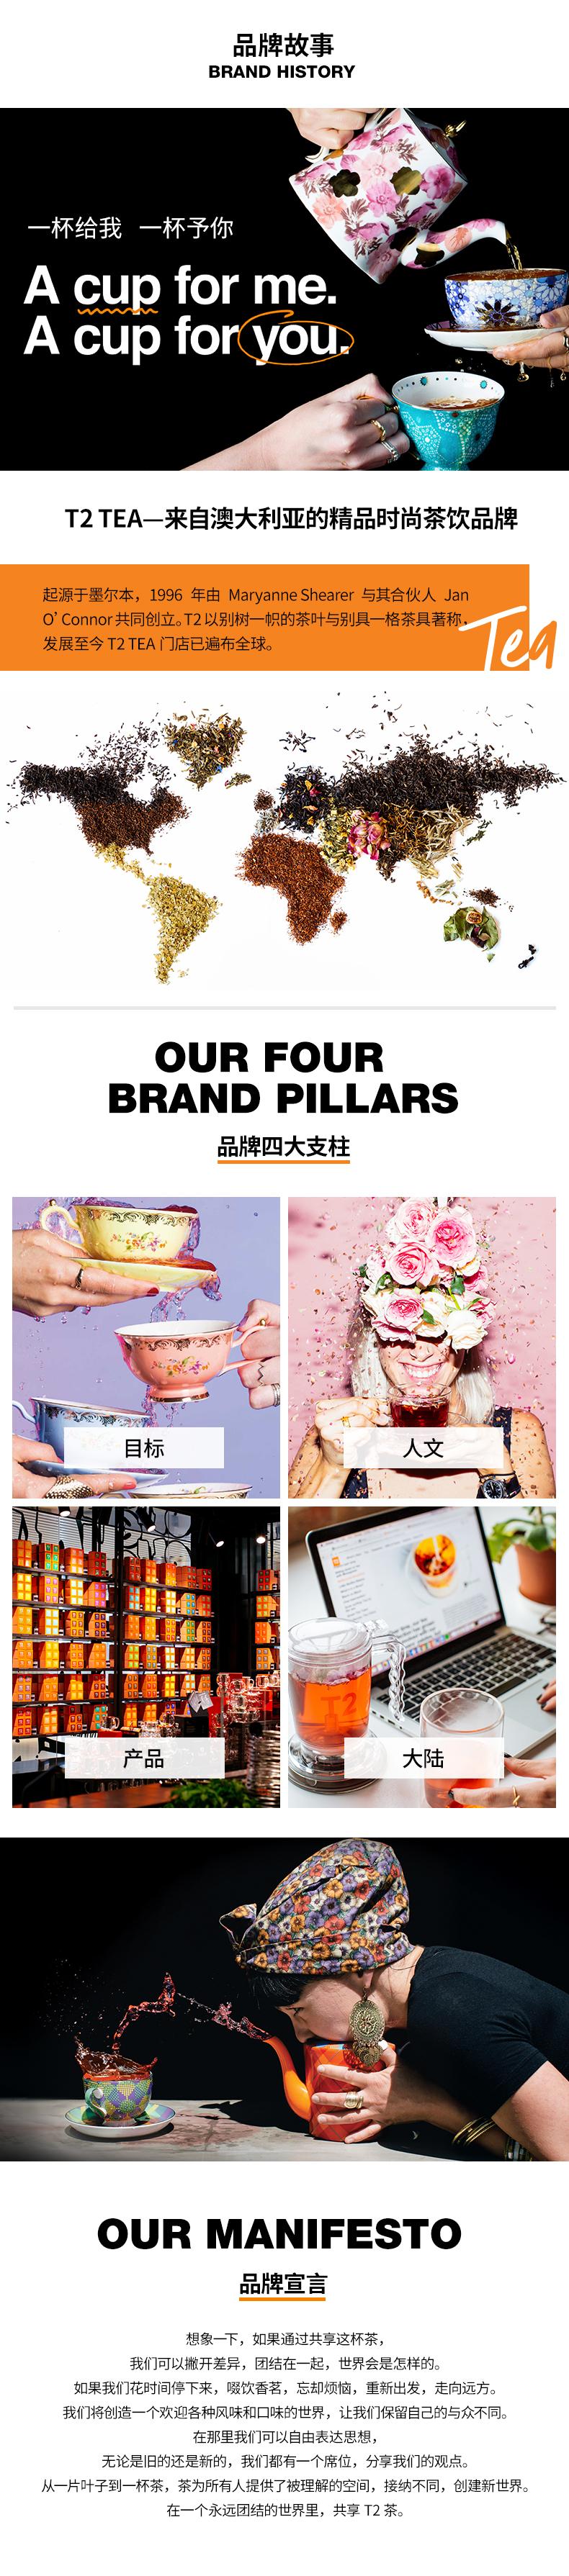 品牌故事
BRAND HISTORY
一杯给我 一杯予你
A cup for me.
A cup for you.
T2 TEA—来自澳大利亚的精品时尚茶饮品牌
起源于墨尔本，1996 年由 Maryanne Shearer 与其合伙人 Jan
O’ Connor 共同创立。T2 以别树一帜的茶叶与别具一格茶具著称，
发展至今 T2 TEA 门店已遍布全球。
Tea
OUR FOUR
BRAND PILLARS
品牌四大支柱
目标
人文
产品
T2
大陆
OUR MANIFESTO
品牌宣言
想象一下，如果通过共享这杯茶，
我们可以撇开差异，团结在一起，世界会是怎样的。
如果我们花时间停下来，啜饮香茗，忘却烦恼，重新出发，走向远方。
我们将创造一个欢迎各种风味和口味的世界，让我们保留自己的与众不同。
在那里我们可以自由表达思想，
无论是旧的还是新的，我们都有一个席位，分享我们的观点。
从一片叶子到一杯茶，茶为所有人提供了被理解的空间，接纳不同，创建新世界。
在一个永远团结的世界里，共享 T2 茶。